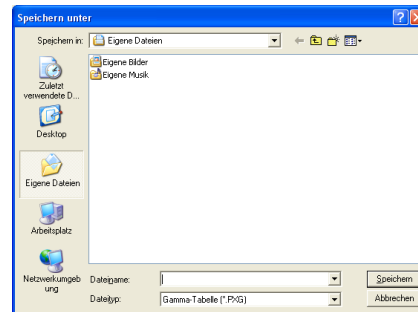 Speichern unter
Speichern in:
Eigene Dateien
Zuletzt
verwendete D...
Desktop
Eigene Dateien
Arbeitsplatz
Netzwerkumgeb
ung
Eigene Bilder
Eigene Musik
Dateiname:
Speichern
Dateityp:
Gamma-Tabelle (*.PXG)
Abbrechen